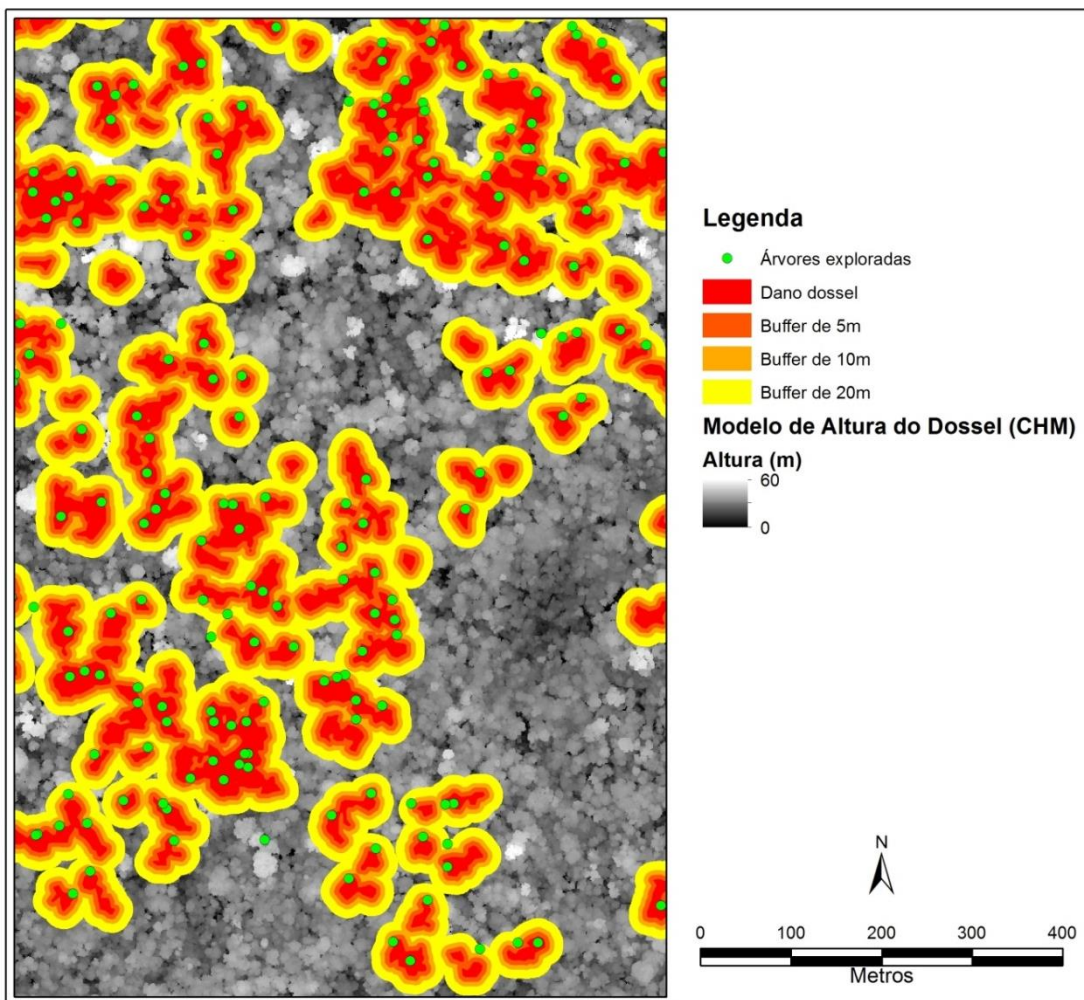 Legenda
Árvores exploradas
Dano dossel
Buffer de 5m
Buffer de 10m
Buffer de 20m
Modelo de Altura do Dossel (CHM)
Altura (m)
60
0
N
0 100 200 300 400
Metros